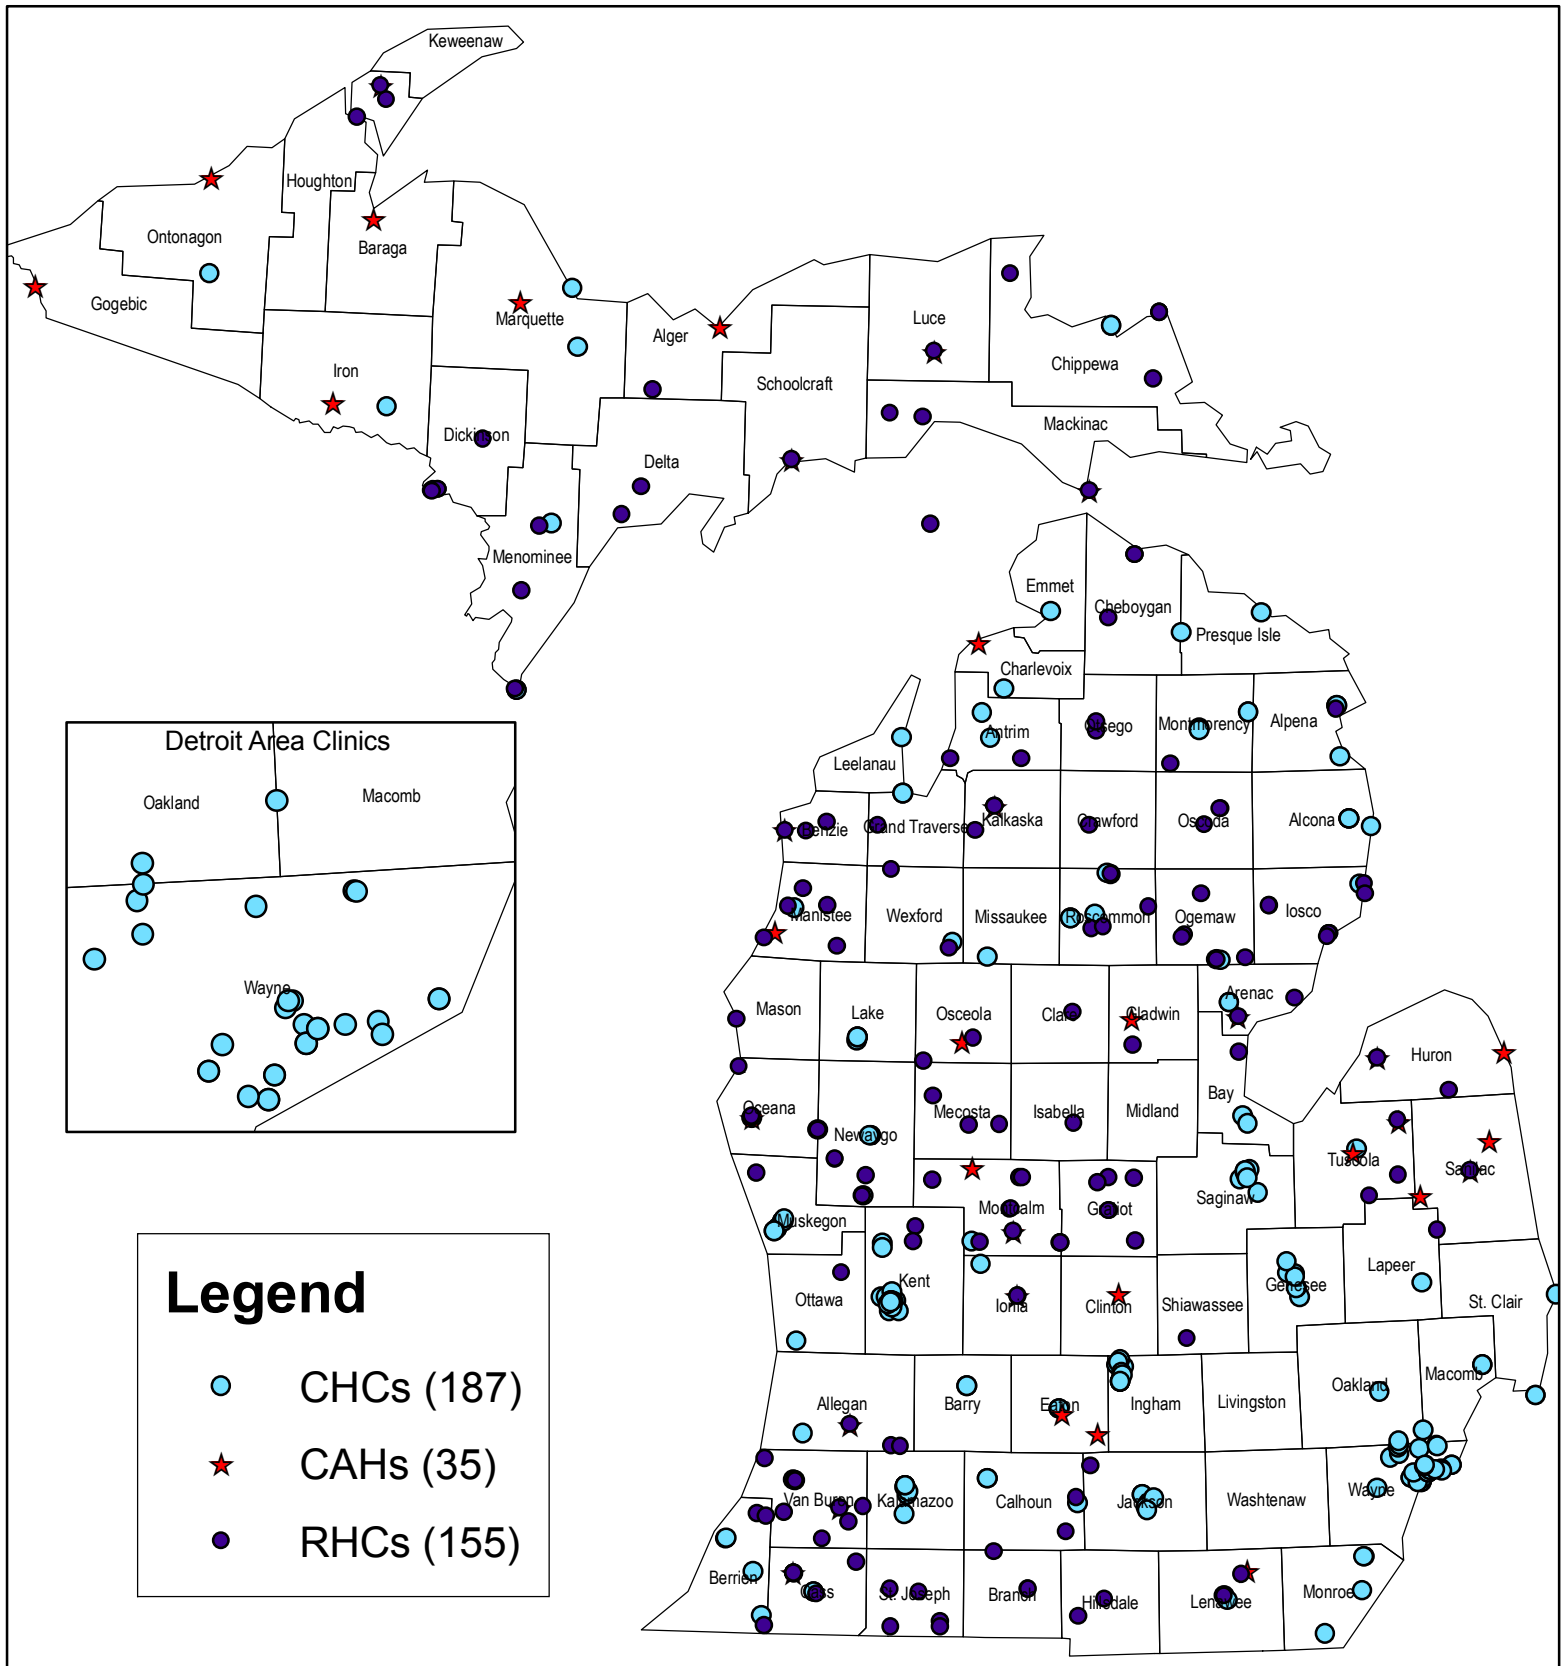 Keweenaw
Houghton
Ontonagon
Baraga
Gogebic
Marquette
Alger
Luce
Chippewa
Iron
Schoolcraft
Mackinac
Dickinson
Delta
Menominee
Emmet
Cheboygan
Presque Isle
Charlevoix
Antrim
Otsego
Montmorency
Alpena
Leelanau
Benzie
Grand Traverse
Kalkaska
Crawford
Oscoda
Alcona
Manistee
Wexford
Missaukee
Roscommon
Ogemaw
Iosco
Mason
Lake
Osceola
Clare
Gladwin
Arenac
Huron
Oceana
Newaygo
Mecosta
Isabella
Midland
Bay
Tuscola
Sanilac
Muskegon
Montcalm
Gratiot
Saginaw
Ottawa
Kent
Ionia
Clinton
Shiawassee
Genesee
Lapeer
St. Clair
Allegan
Barry
Eaton
Ingham
Livingston
Oakland
Macomb
Van Buren
Kalamazoo
Calhoun
Jackson
Washtenaw
Wayne
Berrien
Cass
St. Joseph
Branch
Hillsdale
Lenawee
Monroe
Detroit Area Clinics
Oakland
Macomb
Wayne
Legend
CHCs (187)
CAHs (35)
RHCs (155)